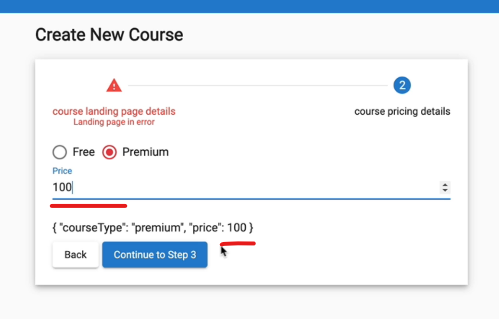 Create New Course
2
course landing page details
Landing page in error
course pricing details
Free
Premium
Price
100
{ "courseType": "premium", "price": 100 }
Back
Continue to Step 3